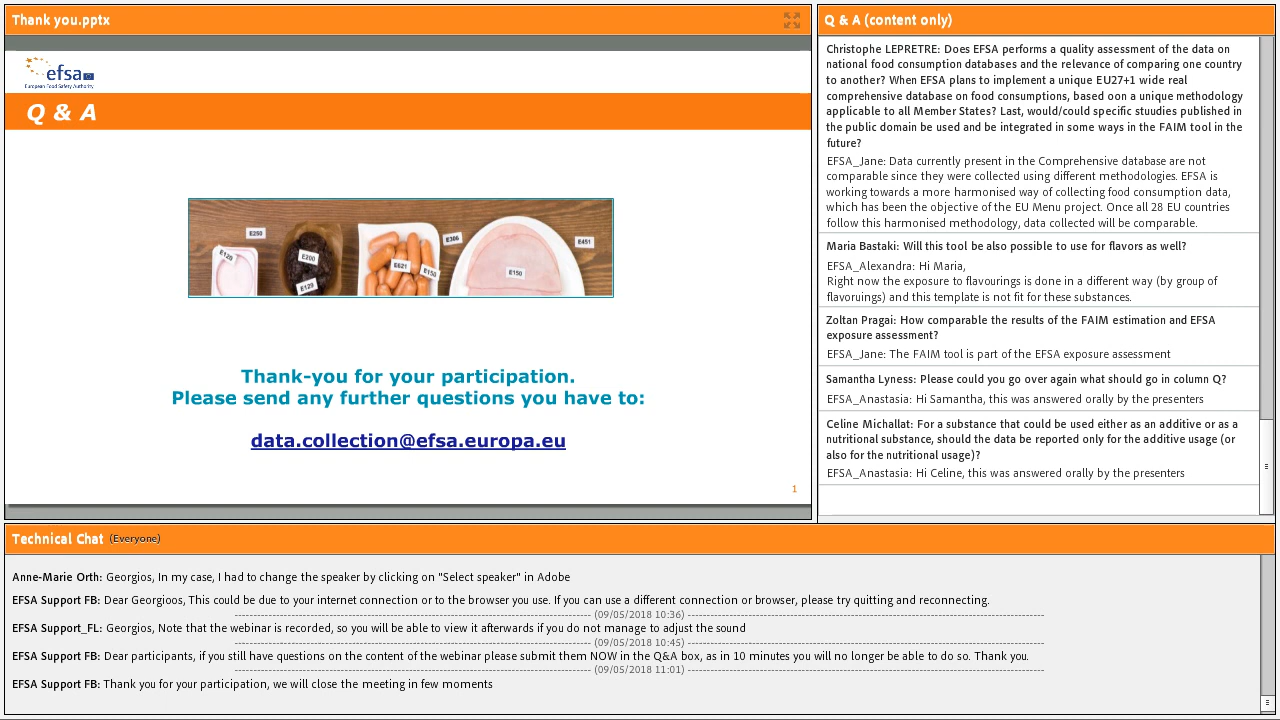 Thank you.pptx
efsa
European Food Safety Authority
Q & A
E120
E250
E200
E129
E621
E150
E306
E150
E451
Thank-you for your participation.
Please send any further questions you have to:
data.collection@efsa.europa.eu
1
Q & A (content only)
Christophe LEPRETRE: Does EFSA performs a quality assessment of the data on
national food consumption databases and the relevance of comparing one country
to another? When EFSA plans to implement a unique EU27+1 wide real
comprehensive database on food consumptions, based oon a unique methodology
applicable to all Member States? Last, would/could specific stuudies published in
the public domain be used and be integrated in some ways in the FAIM tool in the
future?
EFSA_Jane: Data currently present in the Comprehensive database are not
comparable since they were collected using different methodologies. EFSA is
working towards a more harmonised way of collecting food consumption data,
which has been the objective of the EU Menu project. Once all 28 EU countries
follow this harmonised methodology, data collected will be comparable.
Maria Bastaki: Will this tool be also possible to use for flavors as well?
EFSA_Alexandra: Hi Maria,
Right now the exposure to flavourings is done in a different way (by group of
flavoruings) and this template is not fit for these substances.
Zoltan Pragai: How comparable the results of the FAIM estimation and EFSA
exposure assessment?
EFSA_Jane: The FAIM tool is part of the EFSA exposure assessment
Samantha Lyness: Please could you go over again what should go in column Q?
EFSA_Anastasia: Hi Samantha, this was answered orally by the presenters
Celine Michallat: For a substance that could be used either as an additive or as a
nutritional substance, should the data be reported only for the additive usage (or
also for the nutritional usage)?
EFSA_Anastasia: Hi Celine, this was answered orally by the presenters
Technical Chat (Everyone)
Anne-Marie Orth: Georgios, In my case, I had to change the speaker by clicking on "Select speaker" in Adobe
EFSA Support FB: Dear Georgioos, This could be due to your internet connection or to the browser you use. If you can use a different connection or browser, please try quitting and reconnecting.
(09/05/2018 10:36)
EFSA Support_FL: Georgios, Note that the webinar is recorded, so you will be able to view it afterwards if you do not manage to adjust the sound
(09/05/2018 10:45)
EFSA Support FB: Dear participants, if you still have questions on the content of the webinar please submit them NOW in the Q&A box, as in 10 minutes you will no longer be able to do so. Thank you.
(09/05/2018 11:01)
EFSA Support FB: Thank you for your participation, we will close the meeting in few moments